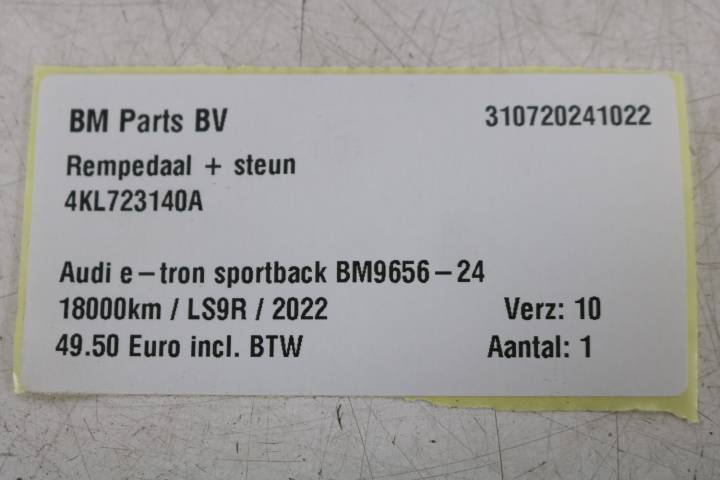 BM Parts BV 310720241022
Rempedaal + steun
4KL723140A
Audi e-tron sportback BM9656-24
18000km / LS9R / 2022 Verz: 10
49.50 Euro incl. BTW Aantal: 1